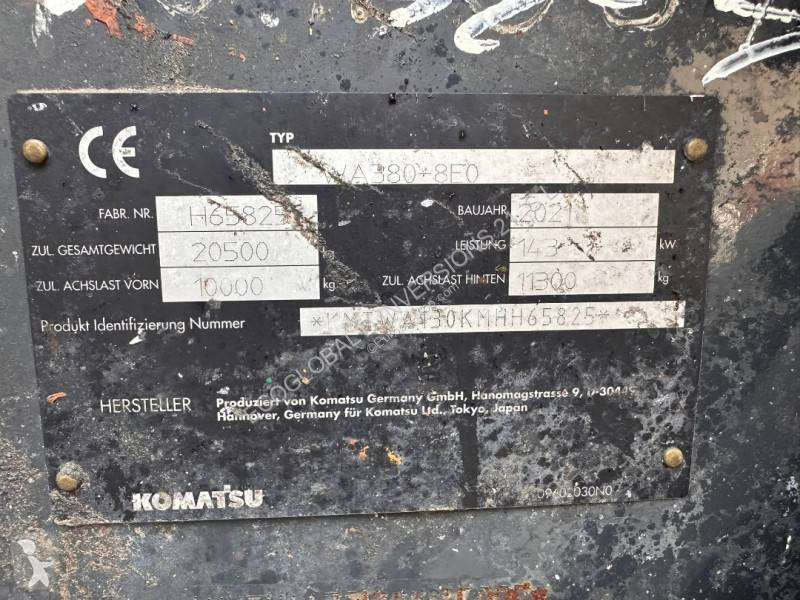 CE
TYP WA380-8E0
FABR. NR. H65825 BAUJAHR 2021
ZUL. GESAMTGEWICHT 20500 LEISTUNG 143 kW
ZUL. ACHSLAST VORN 10000 kg ZUL. ACHSLAST HINTEN 11300 kg
Produkt Identifizierung Nummer
HERSTELLER
Produziert von Komatsu Germany GmbH, Hanomagstrasse 9,
Hannover, Germany für Komatsu Ltd., Tokyo, Japan
KOMATSU